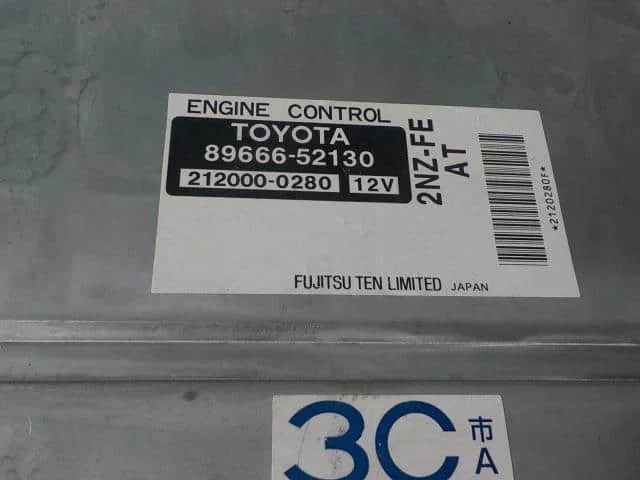 ENGINE CONTROL
TOYOTA
89666-52130
212000-0280 12V
2NZ-FE
AT
*2120280F*
FUJITSU TEN LIMITED JAPAN
3C 市
A